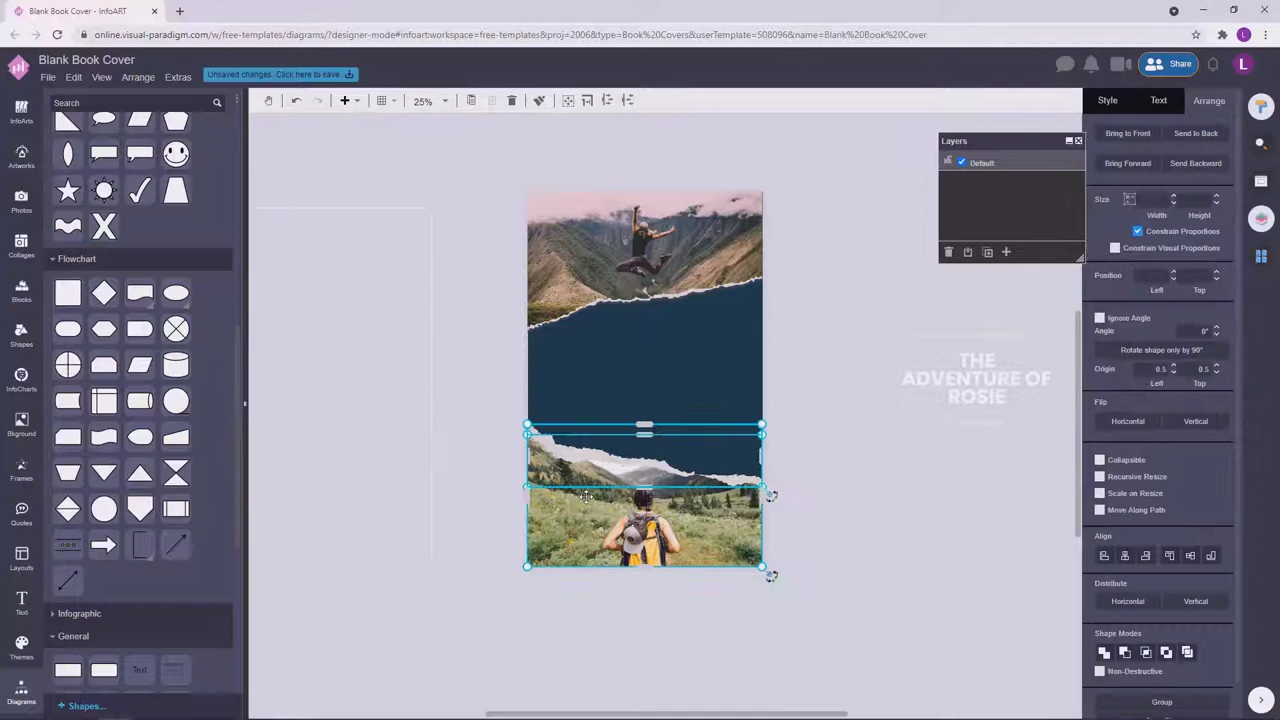 Blank Book Cover - InfoART
online.visual-paradigm.com/w/free-templates/diagrams/?designer-mode#infoart:workspace=free-templates&proj=2006&type=Book%20Covers&userTemplate=508096&name=Blank%20Book%20Cover
L
Blank Book Cover
File Edit View Arrange Extras
Unsaved changes. Click here to save.
Share
L
Search
25%
Style Text Arrange
InfoArts
Artworks
Photos
Collages
Blocks
Shapes
InfoCharts
Bkground
Frames
Quotes
Layouts
Text
Themes
Diagrams
Flowchart
Infographic
General
Text
+ Shapes...
Layers
Default
THE
ADVENTURE OF
ROSIE
Bring to Front Send to Back
Bring Forward Send Backward
Size
Width Height
Constrain Proportions
Constrain Visual Proportions
Position
Left Top
Ignore Angle
Angle 0°
Rotate shape only by 90°
Origin 0.5 0.5
Left Top
Flip
Horizontal Vertical
Collapsible
Recursive Resize
Scale on Resize
Move Along Path
Align
Distribute
Horizontal Vertical
Shape Modes
Non-Destructive
Group